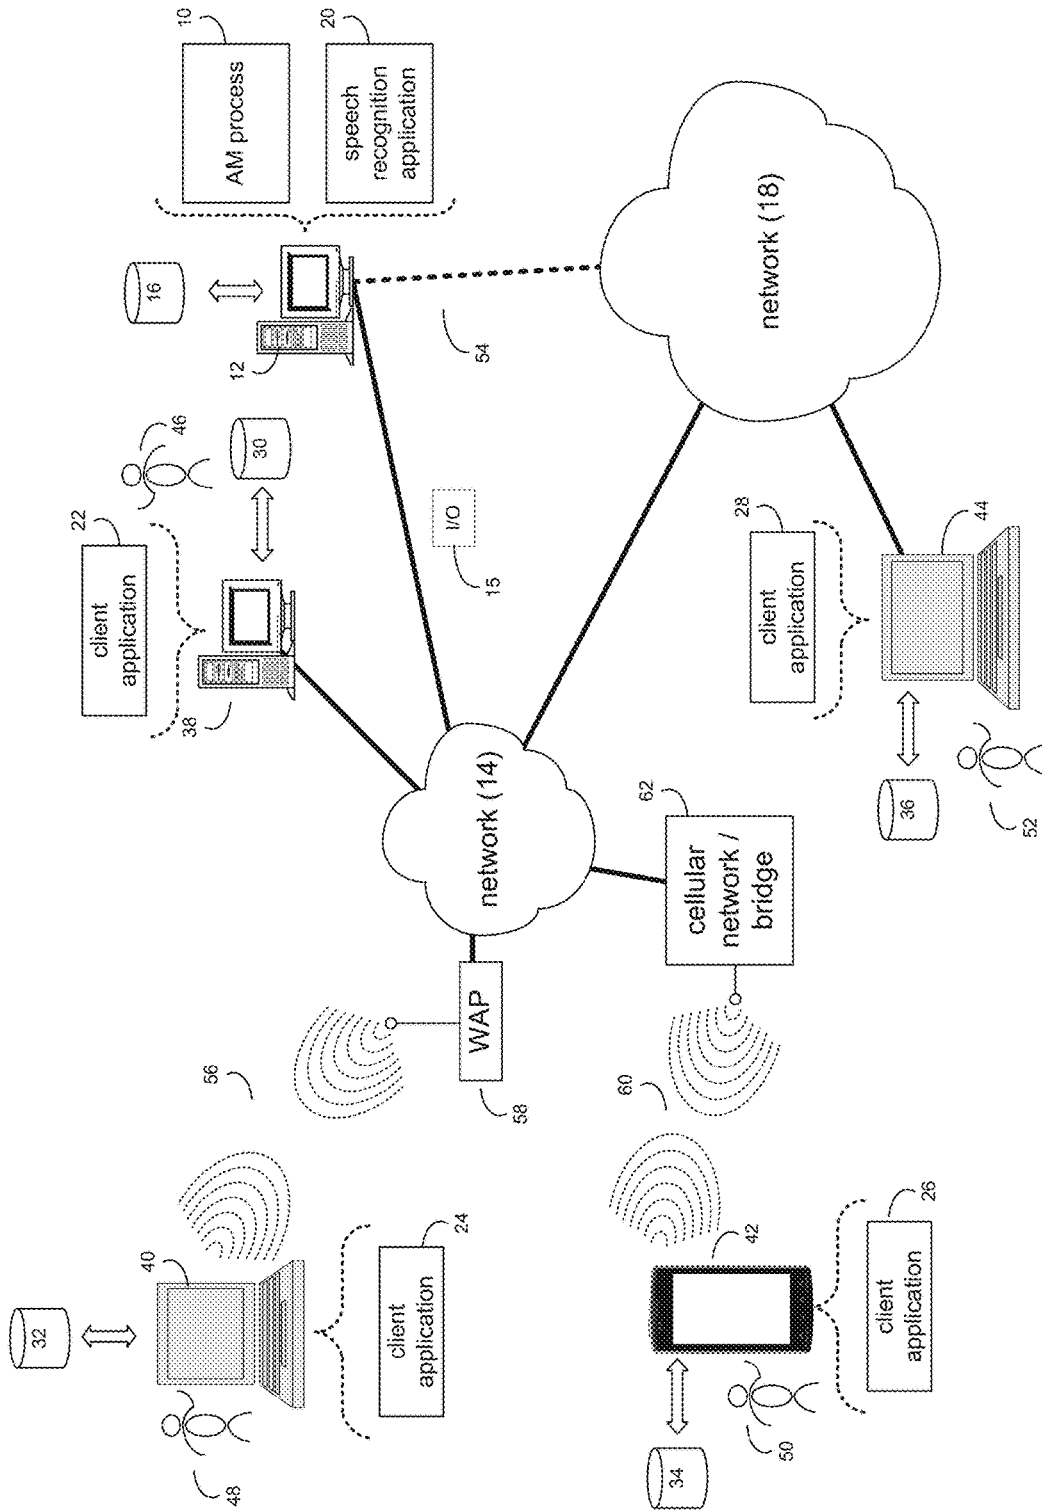 32
22
client
application
40
16
46
10
38
56
48
AM process
12
30
20
speech
recognition
application
client
application
24
I/O
15
54
WAP
network (14)
58
60
62
34
42
cellular
network /
bridge
28
client
application
network (18)
50
client
application
26
36
44
52